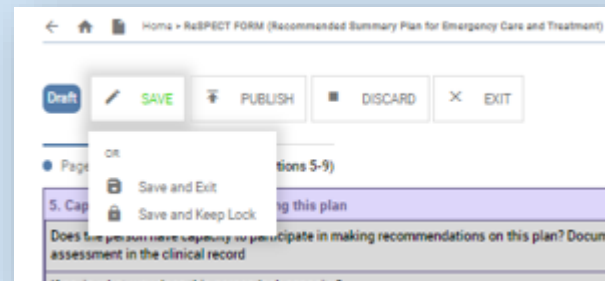 Home > ReSPECT FORM (Recommended Summary Plan for Emergency Care and Treatment)
Draft SAVE PUBLISH DISCARD EXIT
OR
Page tions 5-9)
Save and Exit
5. Cap g this plan
Save and Keep Lock
Does the person have capacity to participate in making recommendations on this plan? Docum
assessment in the clinical record